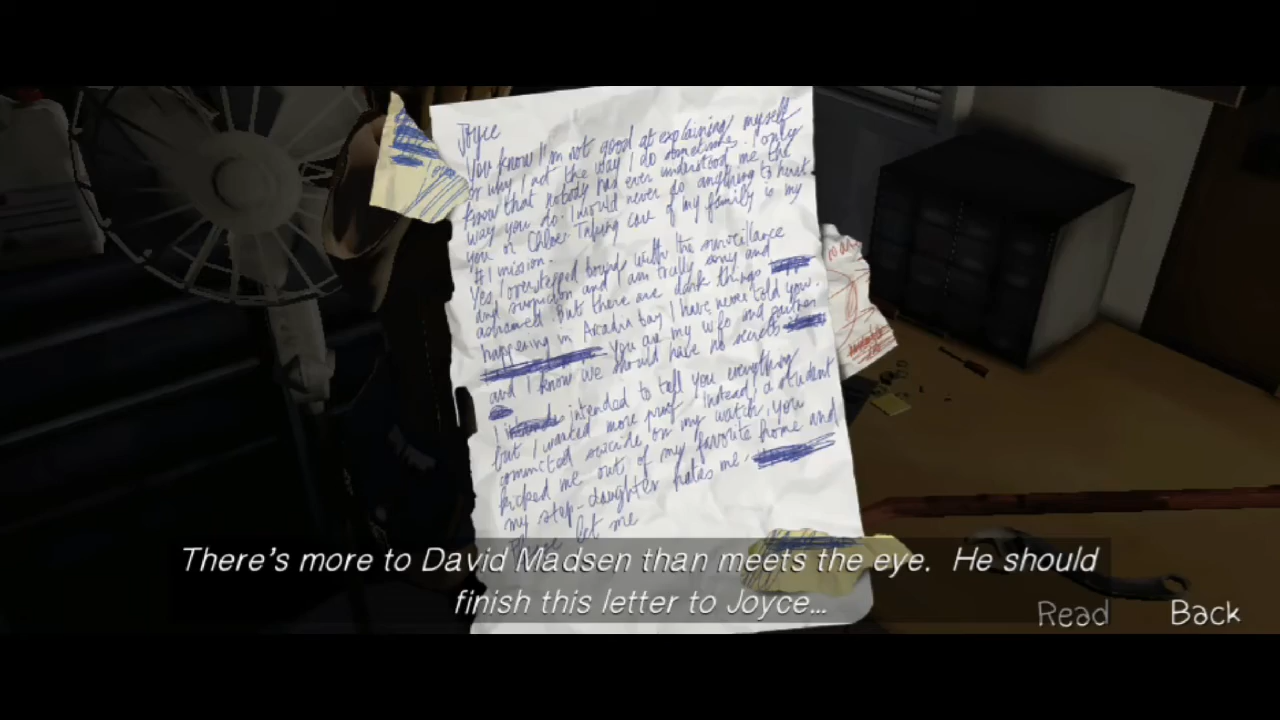 Joyce
You know I'm not good at explaining myself
or why I act the way I do sometimes. I only
know that nobody has ever understood me the
way you do. I would never do anything to hurt
you or Chloe. Taking care of my family is my
#1 mission.
Yes, I overstepped bounds with the surveillance
and suspicion and I am truly sorry and
ashamed. But there are dark things
happening in Arcadia bay I have never told you.
You are my wife and partner
and I know we should have no secrets
I intended to tell you everything
but I wanted more proof. Instead, a student
committed suicide on my watch, you
kicked me out of my favorite home and
my step-daughter hates me.
Please let me
There's more to David Madsen than meets the eye. He should
finish this letter to Joyce...
Read Back